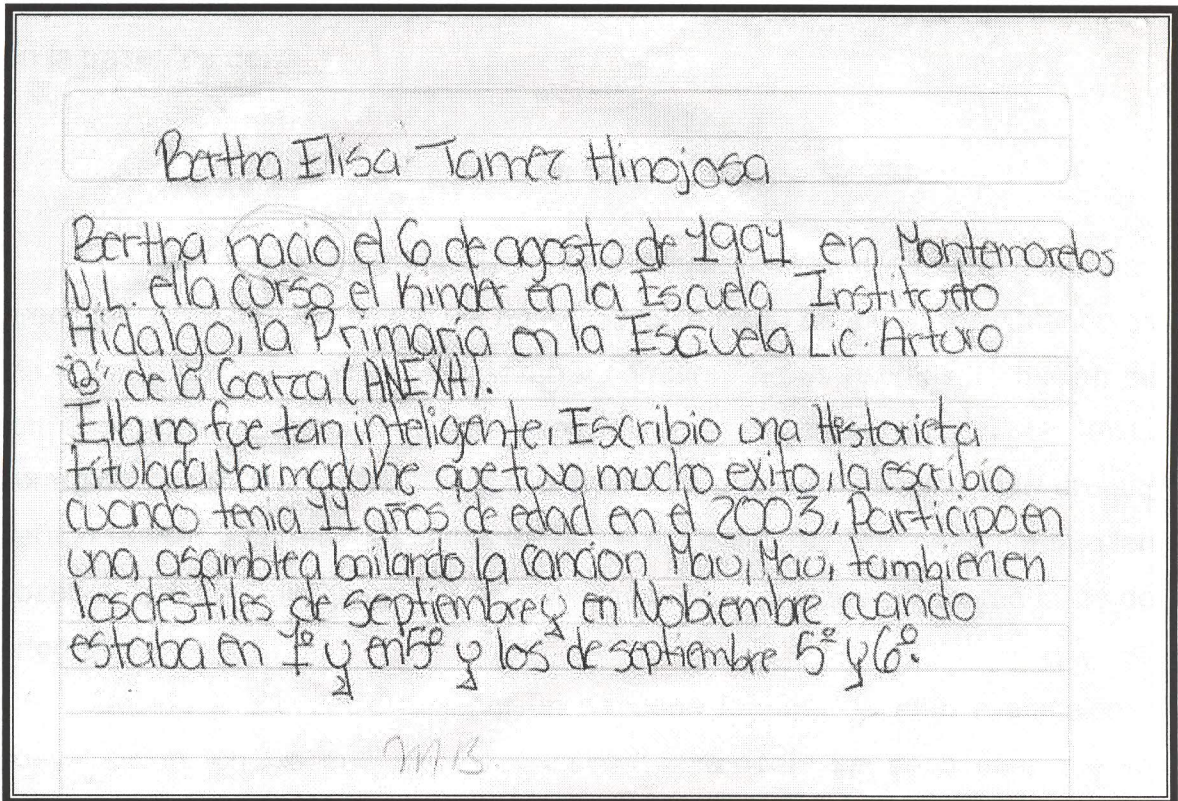 Bertha Elisa Tamez Hinojosa
Bertha nacio el 6 de agosto de 1991 en Montemorelos
N.L. ella curso el kinder en la Escuela Instituto
Hidalgo, la Primaria en la Escuela Lic. Arturo
"B" de la Garza (ANEXA).
Ella no fue tan inteligente, Escribio una Historieta
titulada Marmaduke que tuvo mucho exito, la escribio
cuando tenia 11 años de edad en el 2003, Participo en
una asamblea bailando la Cancion Mau, Mau, tambien en
los desfiles de septiembre y en Nobiembre cuando
estaba en 1º y en 5º y los de septiembre 5º y 6º.
M.B.